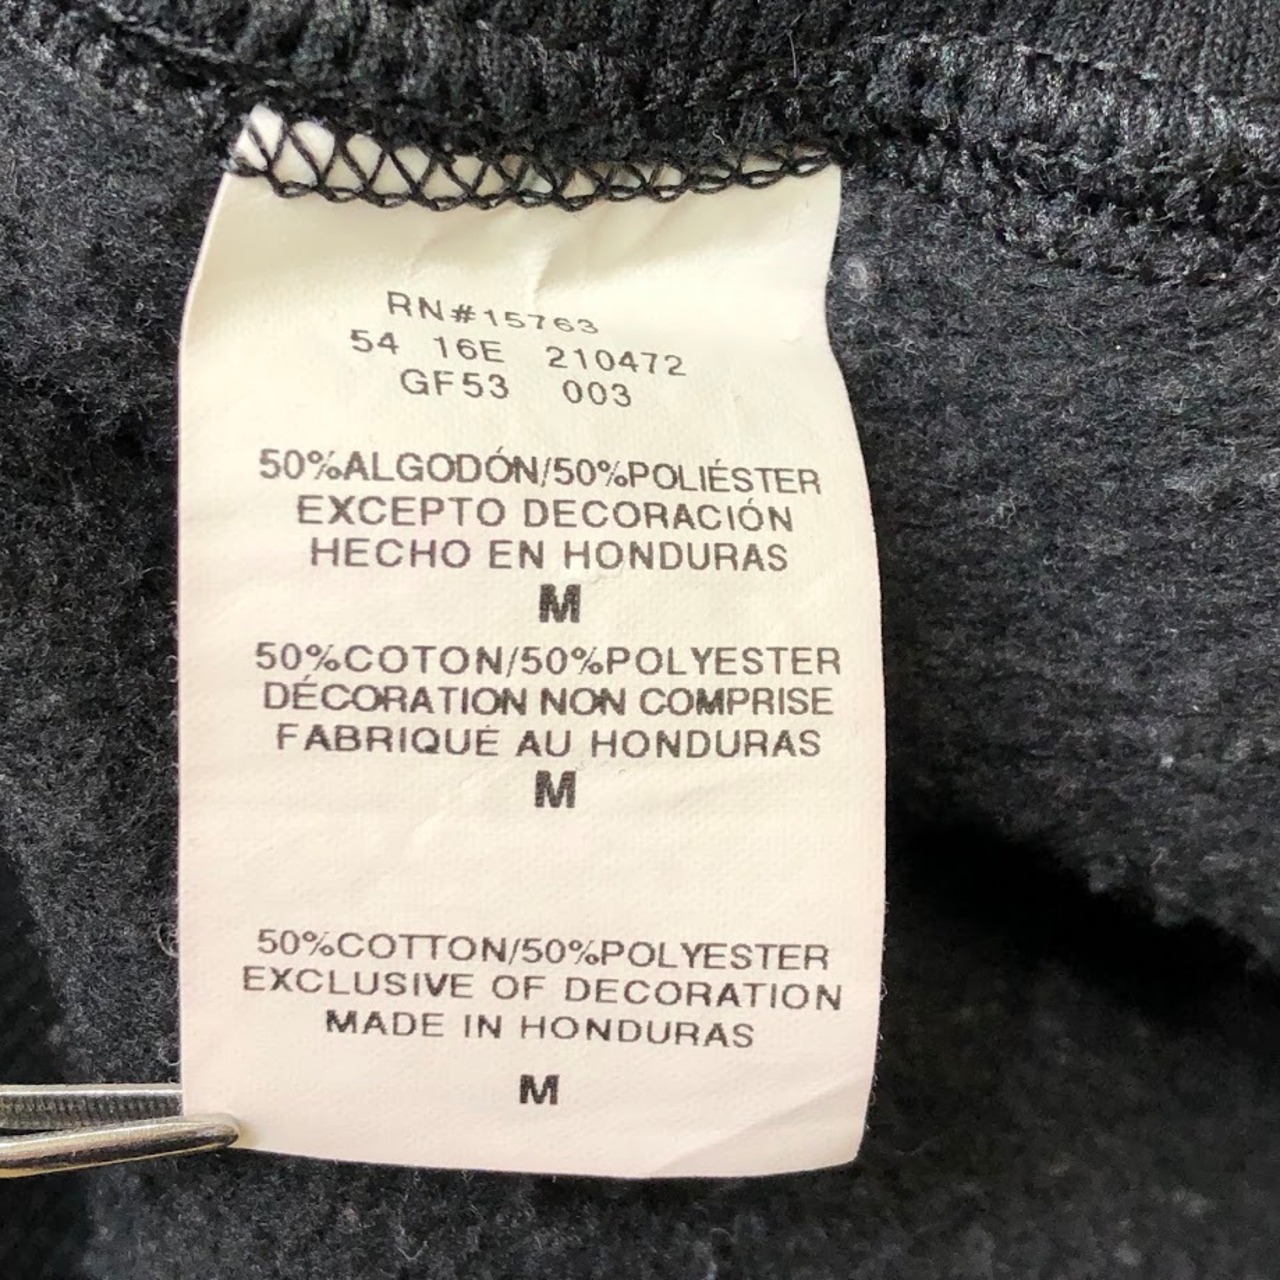 RN#15763
54 16E 210472
GF53 003
50%ALGODÓN/50%POLIÉSTER
EXCEPTO DECORACIÓN
HECHO EN HONDURAS
M
50%COTON/50%POLYESTER
DÉCORATION NON COMPRISE
FABRIQUÉ AU HONDURAS
M
50%COTTON/50%POLYESTER
EXCLUSIVE OF DECORATION
MADE IN HONDURAS
M